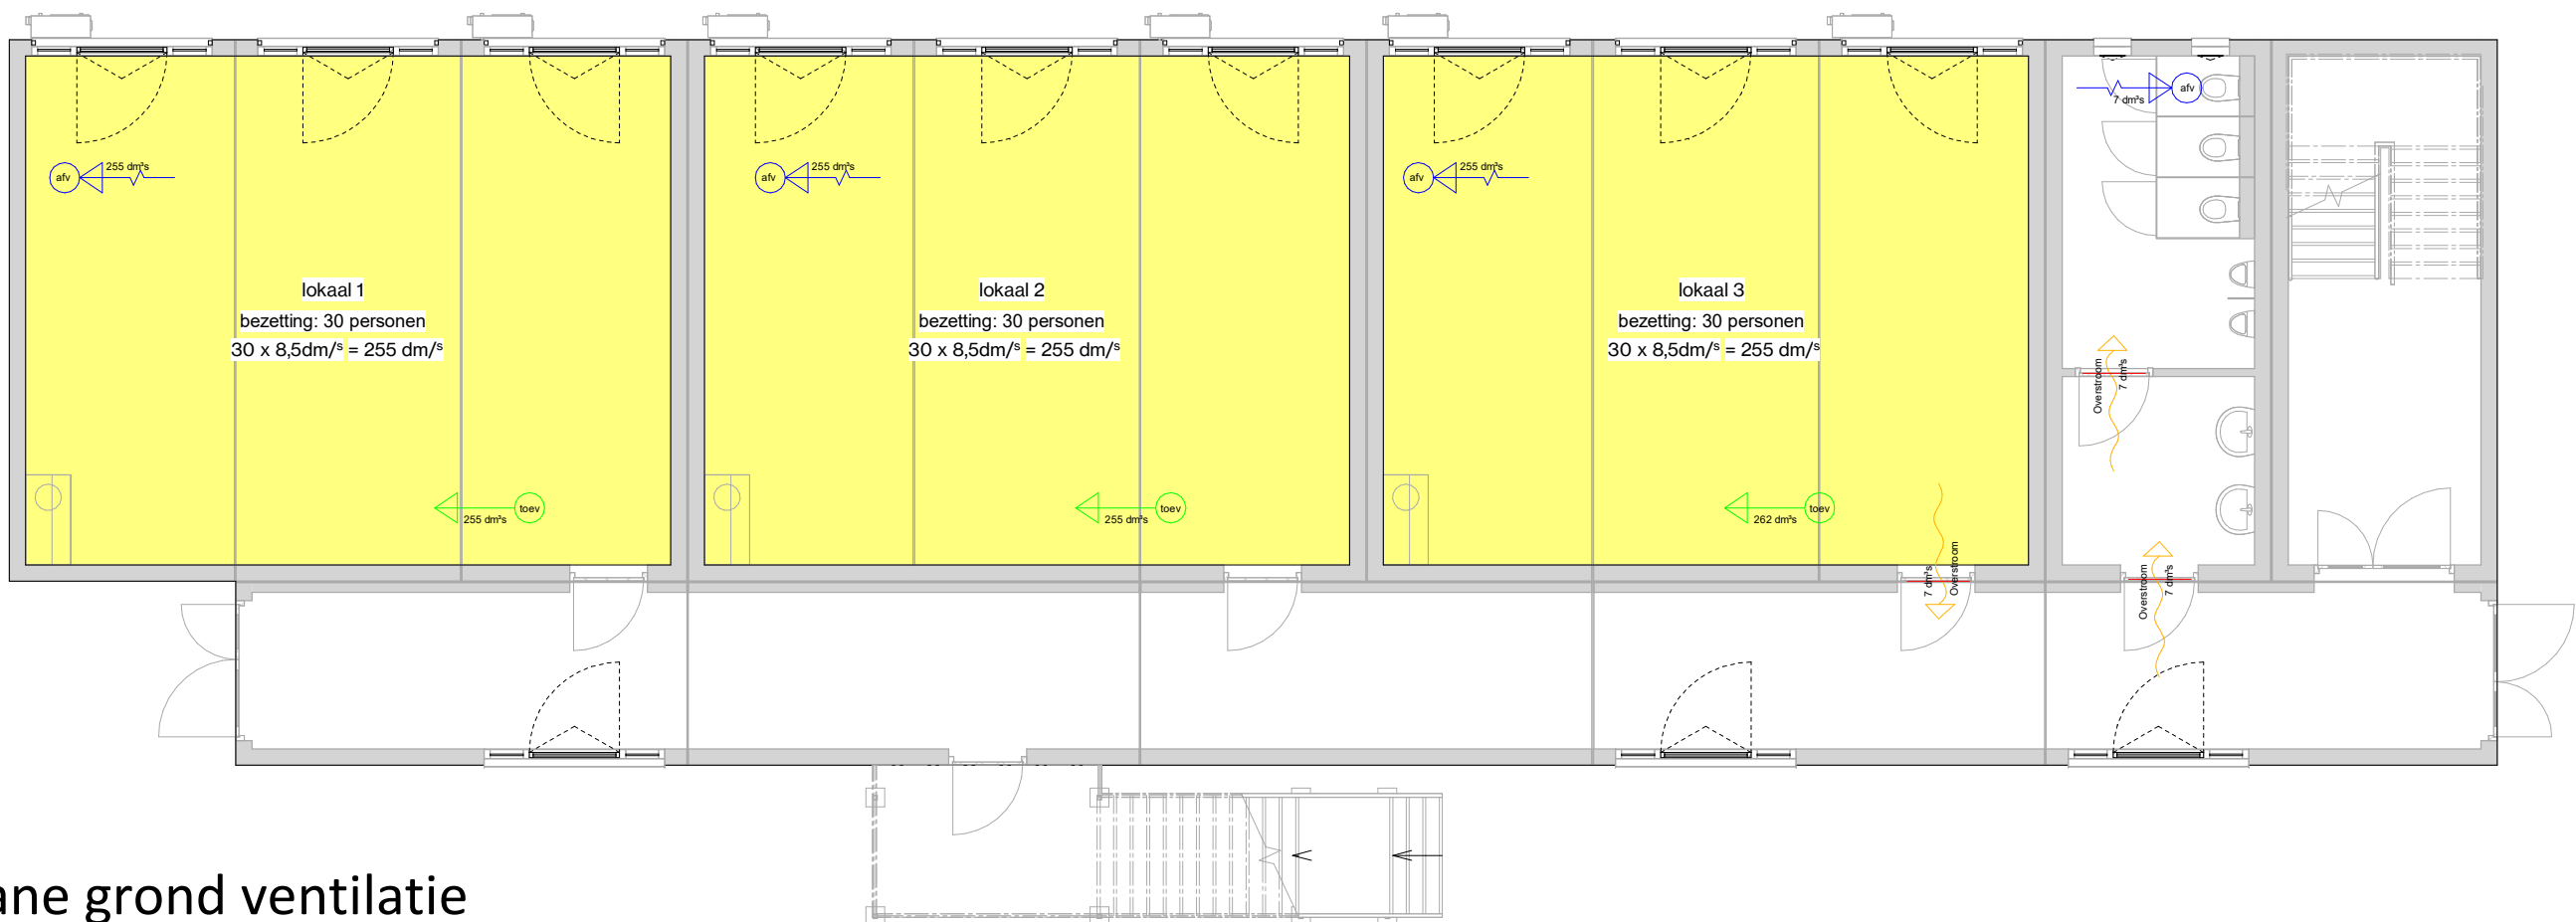 7 dm³s
afv
afv
255 dm³s
afv
255 dm³s
afv
255 dm³s
lokaal 1
bezetting: 30 personen
30 x 8,5dm/s = 255 dm/s
lokaal 2
bezetting: 30 personen
30 x 8,5dm/s = 255 dm/s
lokaal 3
bezetting: 30 personen
30 x 8,5dm/s = 255 dm/s
Overstroom
7 dm³s
255 dm³s
toev
255 dm³s
toev
262 dm³s
toev
7 dm³s
Overstroom
Overstroom
7 dm³s
ane grond ventilatie